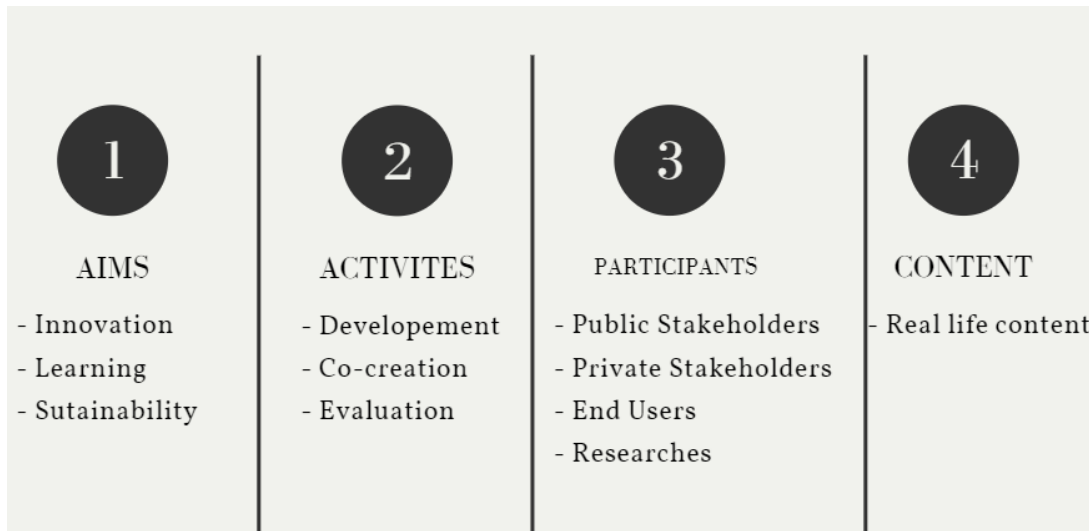 1
AIMS
- Innovation
- Learning
- Sutainability
2
ACTIVITES
- Developement
- Co-creation
- Evaluation
3
PARTICIPANTS
- Public Stakeholders
- Private Stakeholders
- End Users
- Researches
4
CONTENT
- Real life content